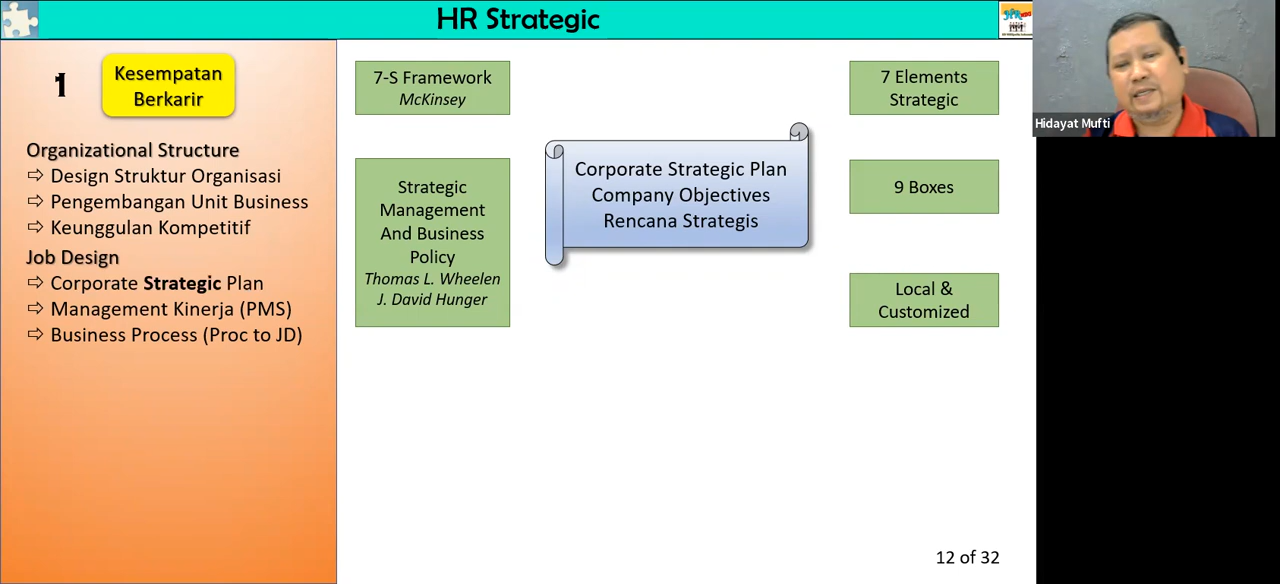 HR Strategic
1
Kesempatan
Berkarir
Organizational Structure
⇨ Design Struktur Organisasi
⇨ Pengembangan Unit Business
⇨ Keunggulan Kompetitif
Job Design
⇨ Corporate Strategic Plan
⇨ Management Kinerja (PMS)
⇨ Business Process (Proc to JD)
7-S Framework
McKinsey
Strategic
Management
And Business
Policy
Thomas L. Wheelen
J. David Hunger
Corporate Strategic Plan
Company Objectives
Rencana Strategis
7 Elements
Strategic
9 Boxes
Local &
Customized
12 of 32
Hidayat Mufti